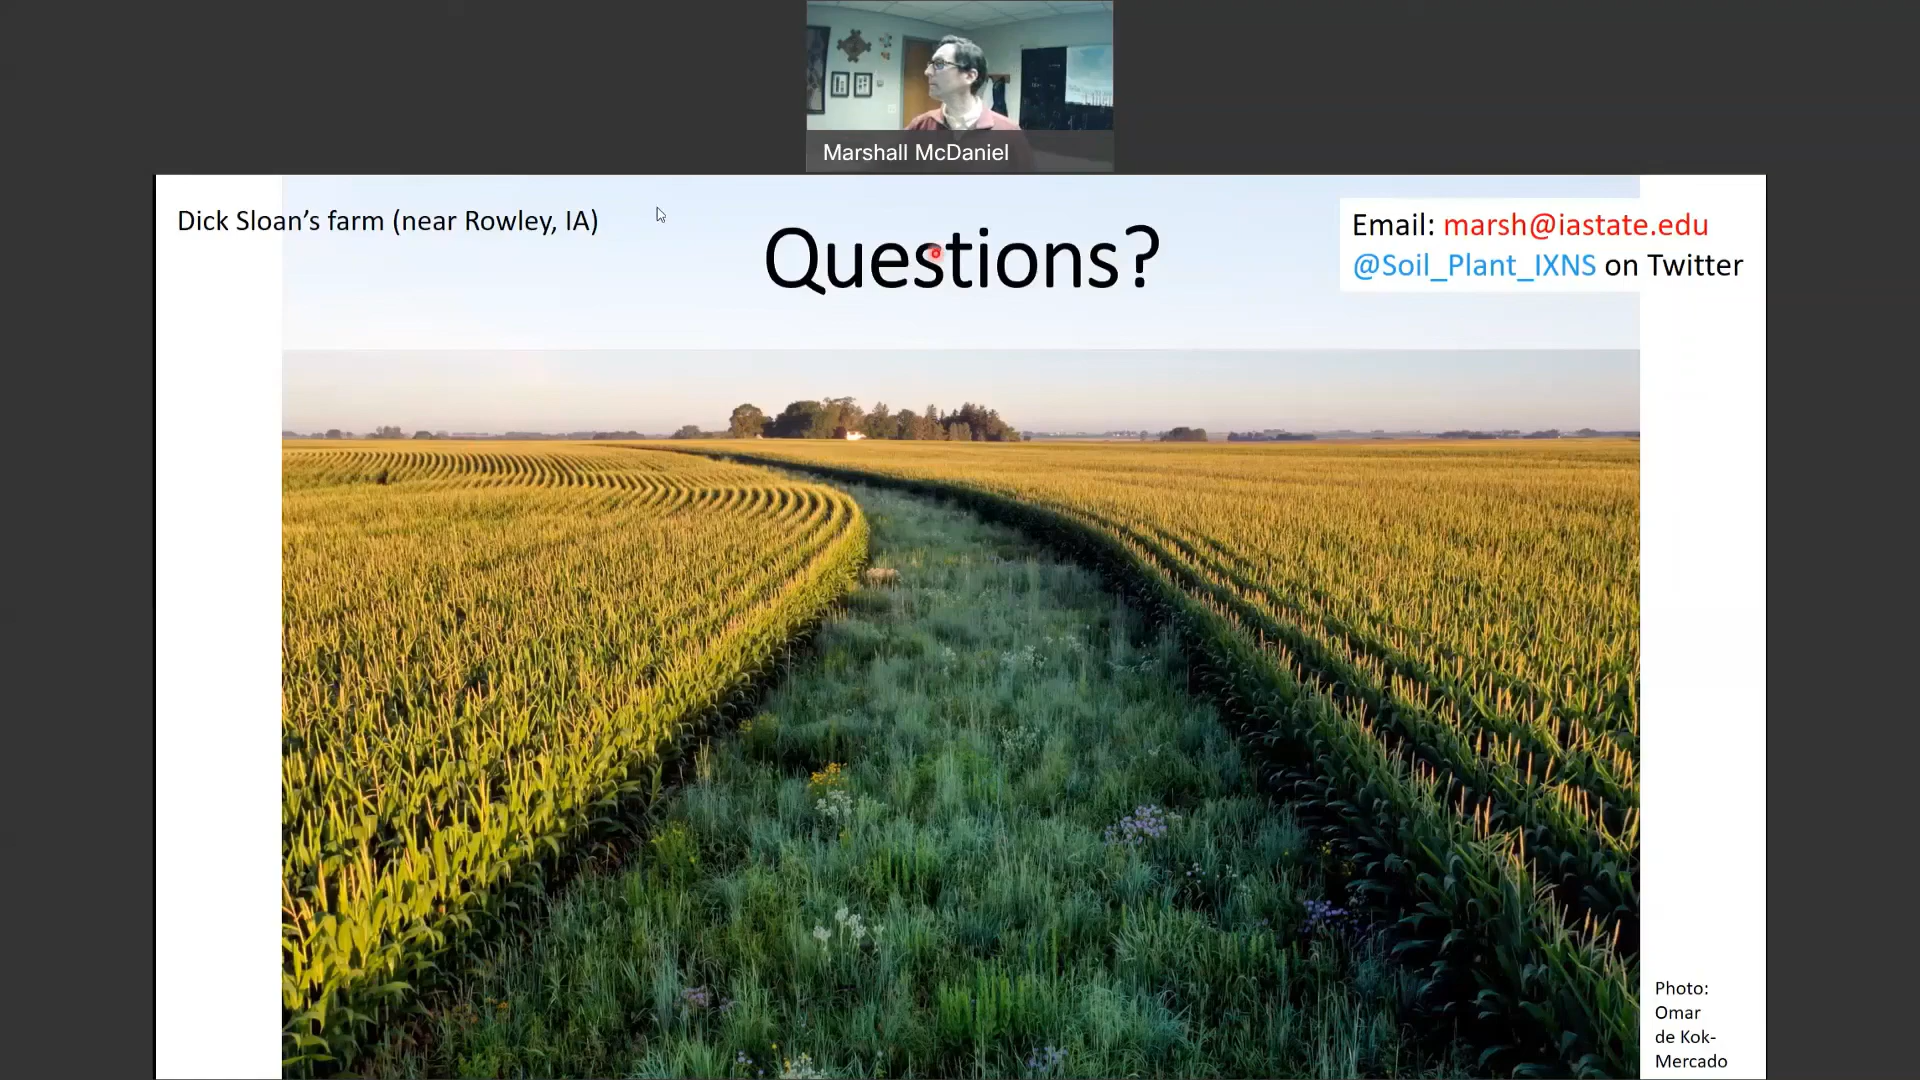 Marshall McDaniel
Dick Sloan’s farm (near Rowley, IA)
Questions?
Email: marsh@iastate.edu
@Soil_Plant_IXNS on Twitter
Photo:
Omar
de Kok-
Mercado